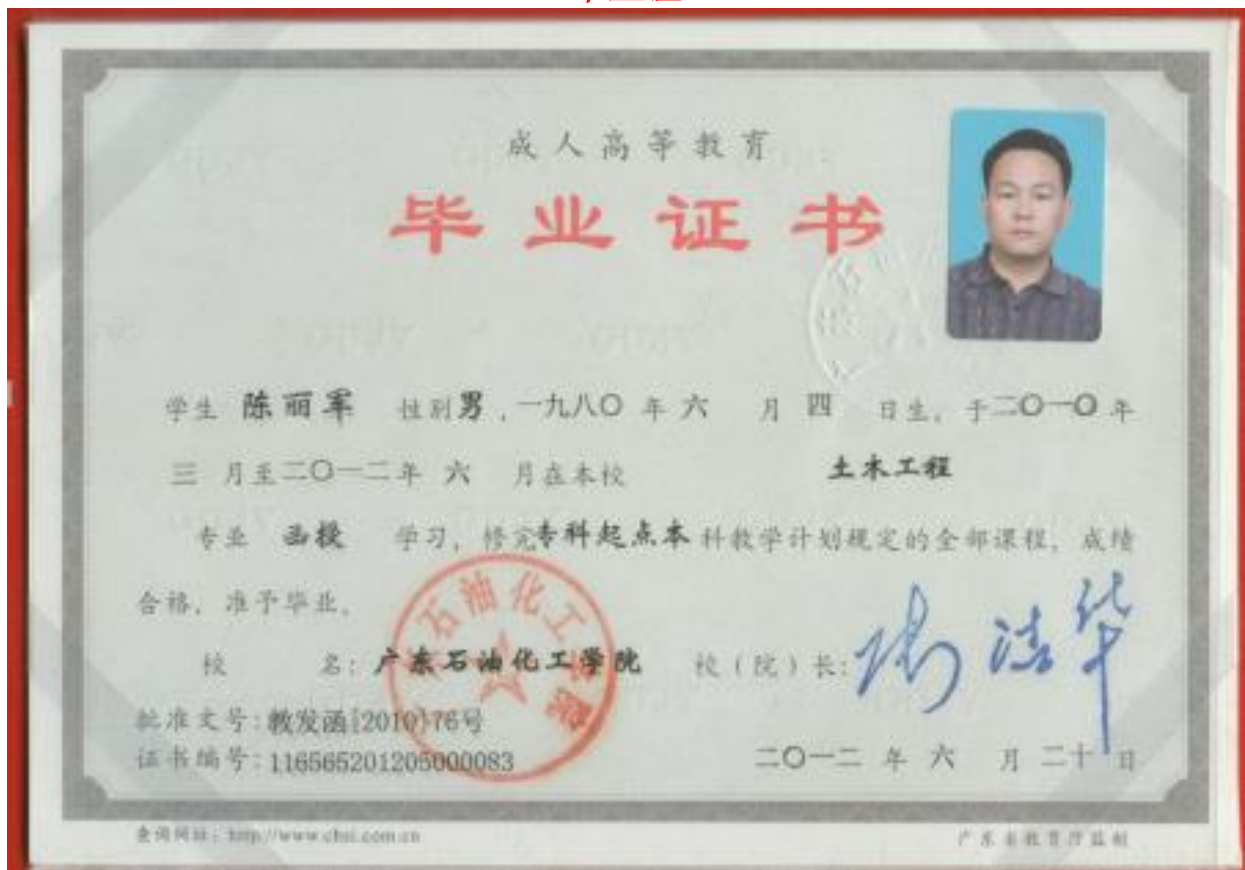 成人高等教育
毕业证书
学生 陈丽军 性别 男 , 一九八〇 年 六 月 四 日生, 于二〇一〇 年
三 月至二〇一二年 六 月在本校 土木工程
专业 函授 学习, 修完专科起点本 科教学计划规定的全部课程, 成绩
合格, 准予毕业。
校 名: 广东石油化工学院 校(院)长:
批准文号: 教发函[2010]76号
证书编号: 116565201205000083
二〇一二 年 六 月 二十 日
查询网址: http://www.chsi.com.cn
广东省教育厅监制